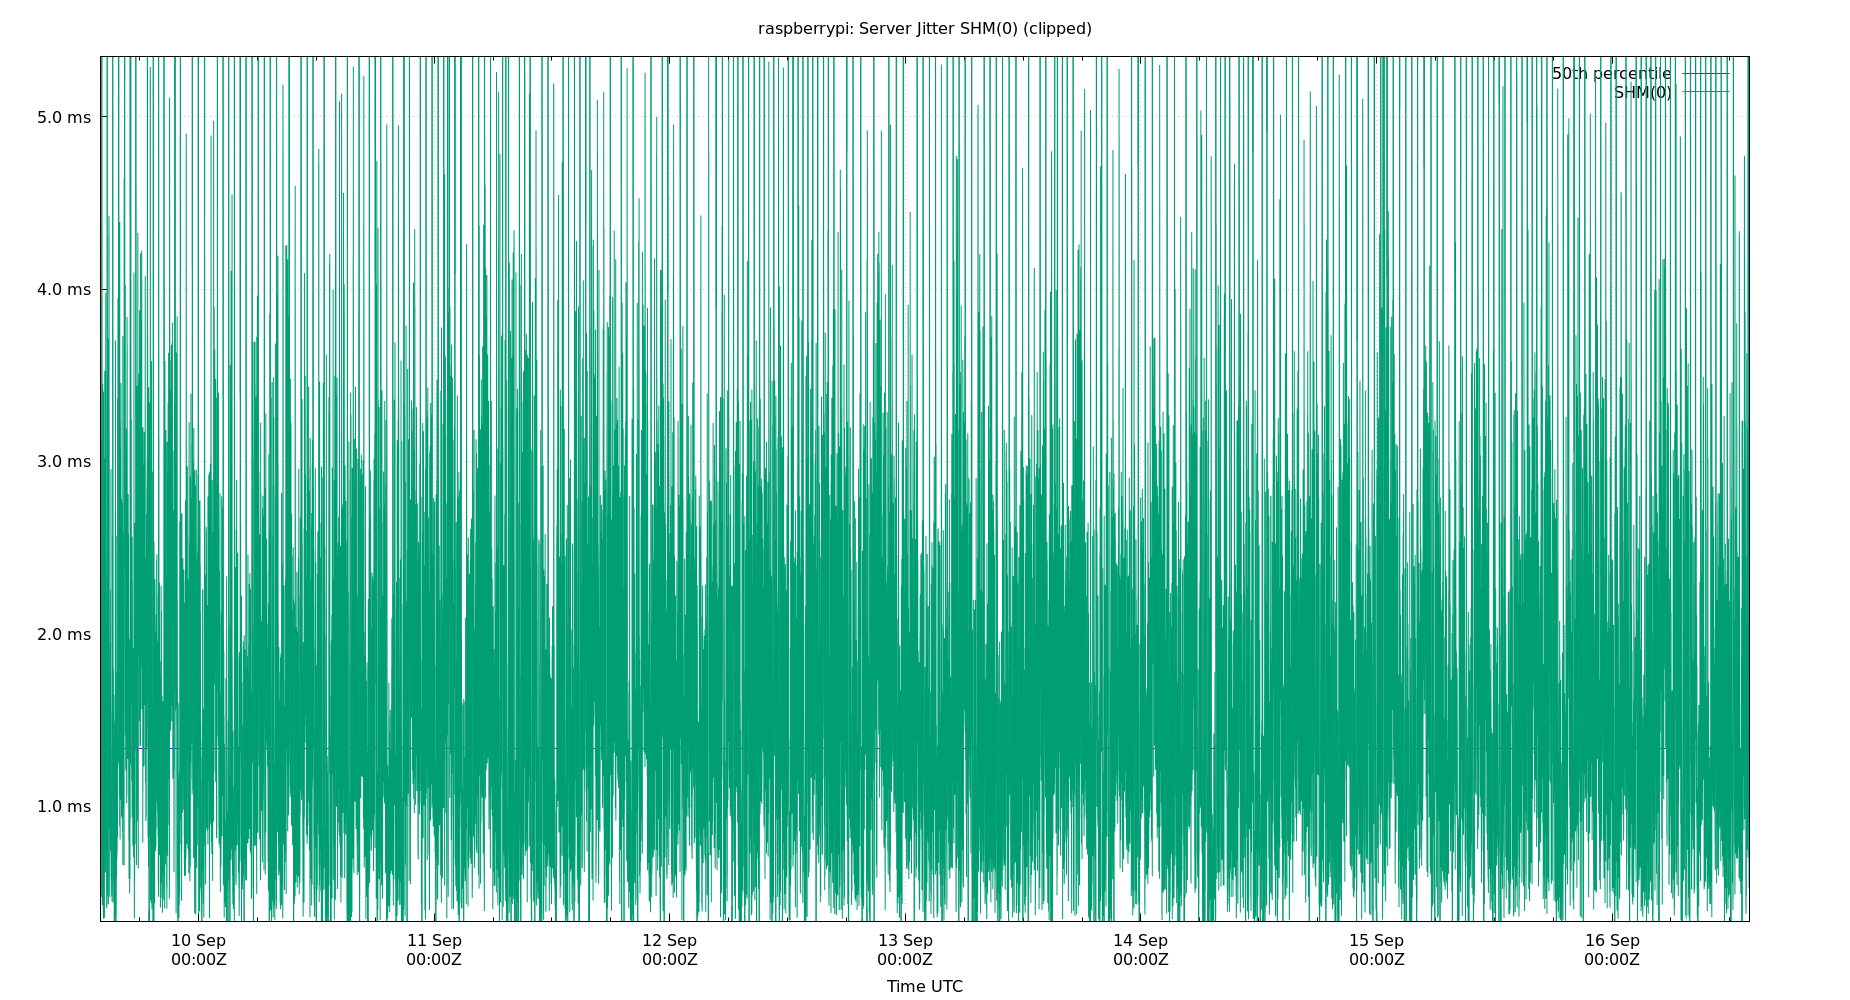 raspberrypi: Server Jitter SHM(0) (clipped)
50th percentile
SHM(0)
5.0 ms
4.0 ms
3.0 ms
2.0 ms
1.0 ms
10 Sep 11 Sep 12 Sep 13 Sep 14 Sep 15 Sep 16 Sep
00:00Z 00:00Z 00:00Z 00:00Z 00:00Z 00:00Z 00:00Z
Time UTC